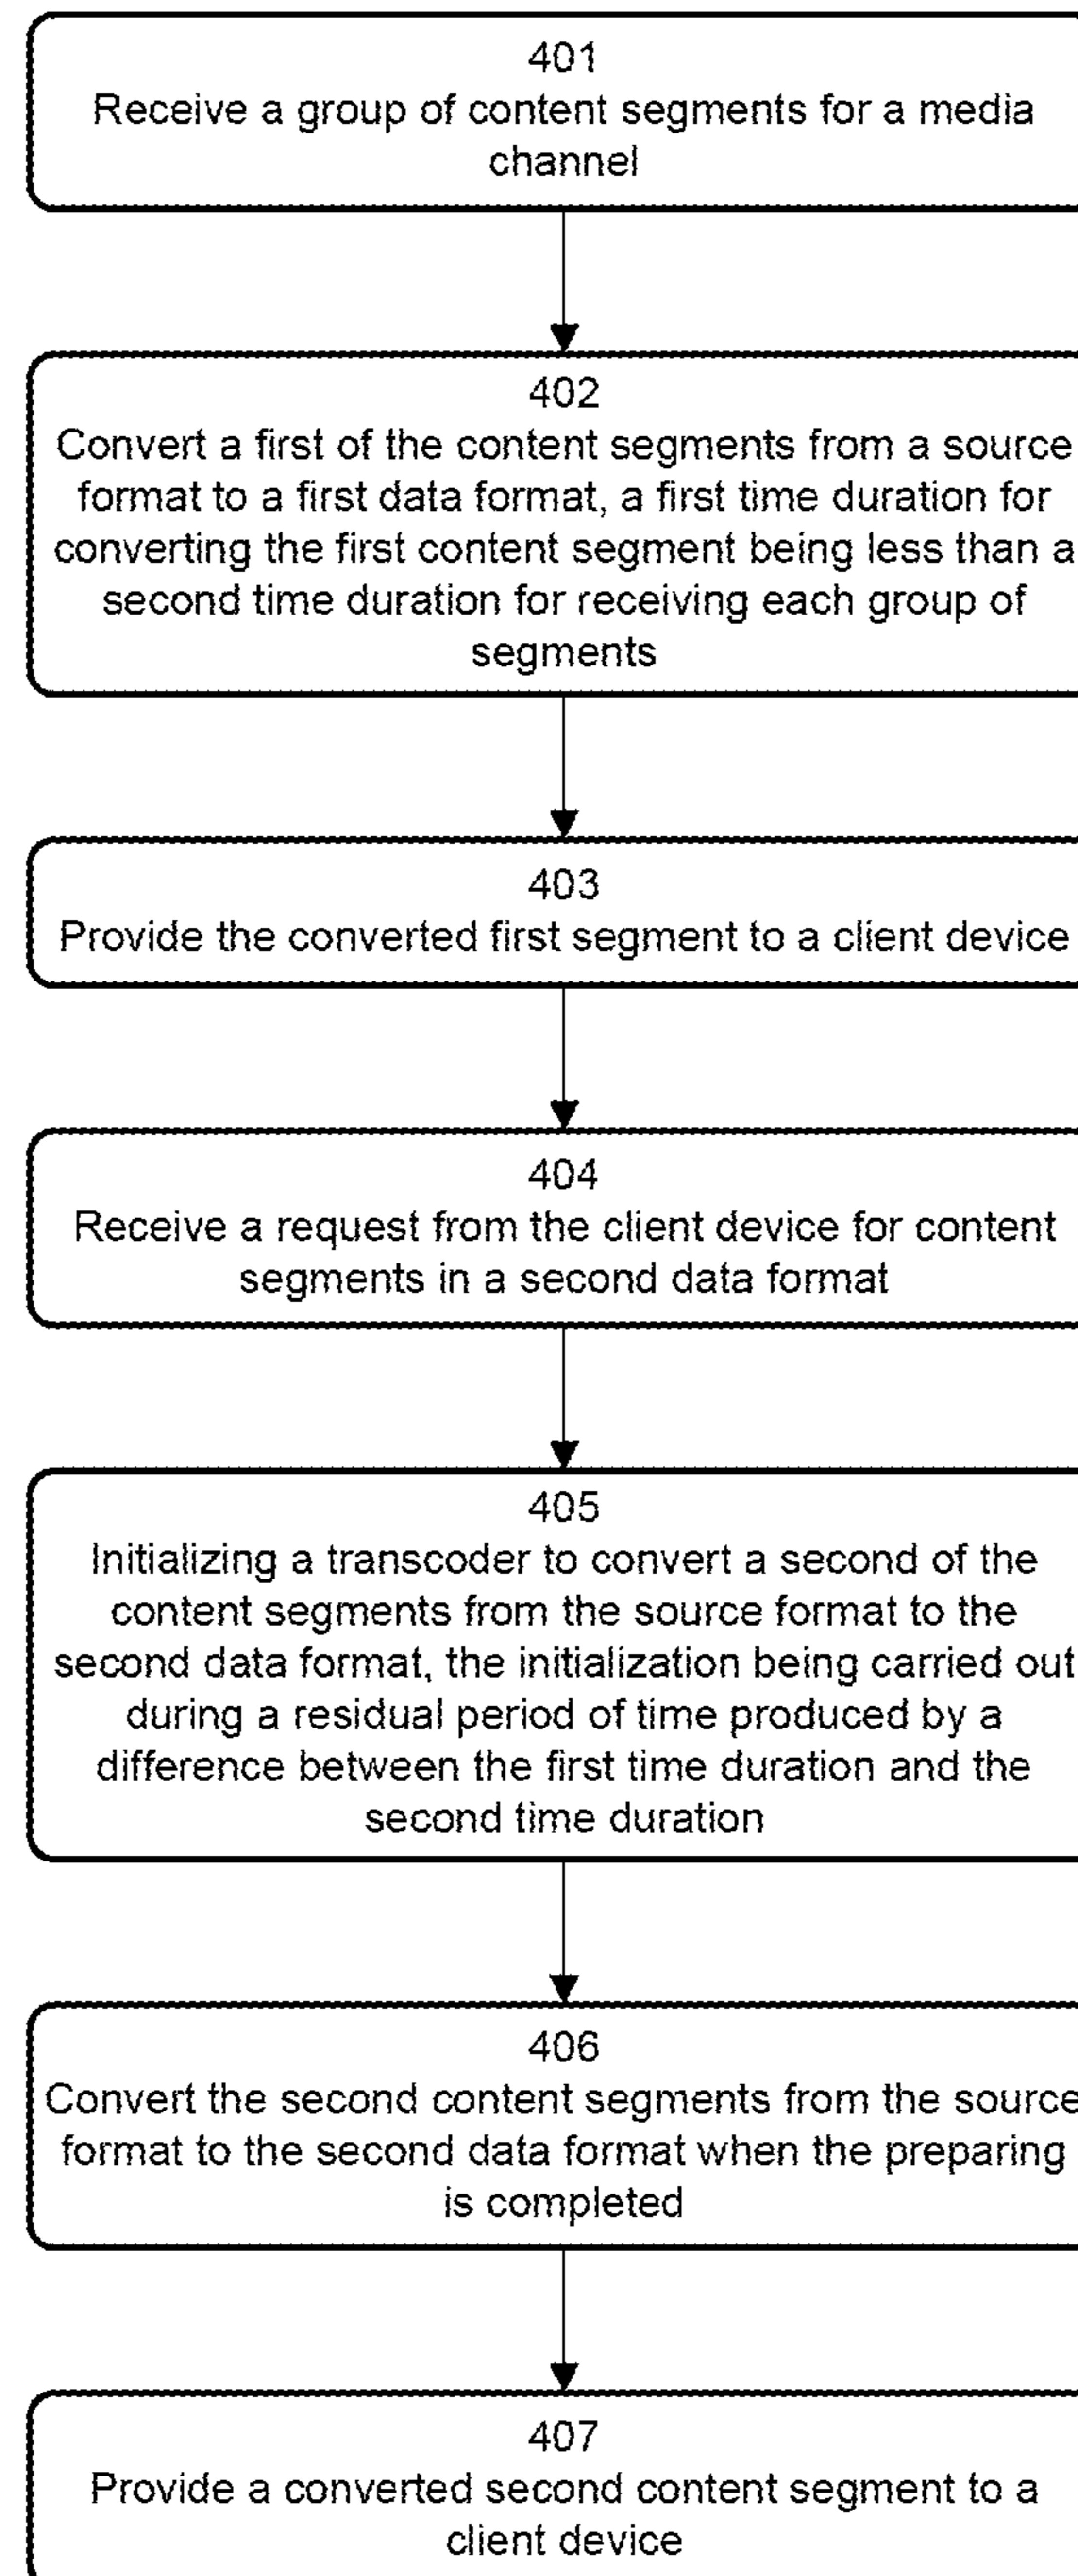 401
Receive a group of content segments for a media
channel
402
Convert a first of the content segments from a source
format to a first data format, a first time duration for
converting the first content segment being less than a
second time duration for receiving each group of
segments
403
Provide the converted first segment to a client device
404
Receive a request from the client device for content
segments in a second data format
405
Initializing a transcoder to convert a second of the
content segments from the source format to the
second data format, the initialization being carried out
during a residual period of time produced by a
difference between the first time duration and the
second time duration
406
Convert the second content segments from the source
format to the second data format when the preparing
is completed
407
Provide a converted second content segment to a
client device